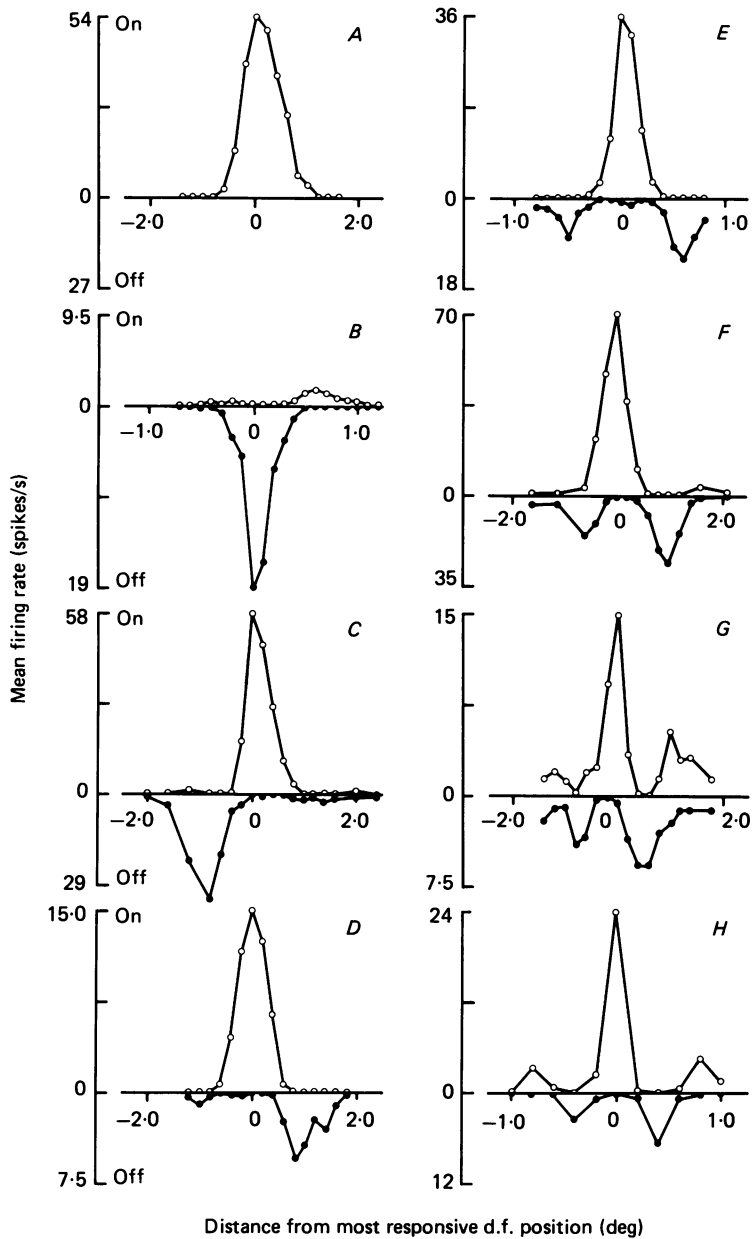 Mean firing rate (spikes/s)
54 On A
0
-2·0 0 2·0
27 Off
9·5 On B
0
-1·0 0 1·0
19 Off
58 On C
0
-2·0 0 2·0
29 Off
15·0 On D
0
-2·0 0 2·0
7·5 Off
36 E
0
-1·0 0 1·0
18
70 F
0
-2·0 0 2·0
35
15 G
0
-2·0 0 2·0
7·5
24 H
0
-1·0 0 1·0
12
Distance from most responsive d.f. position (deg)